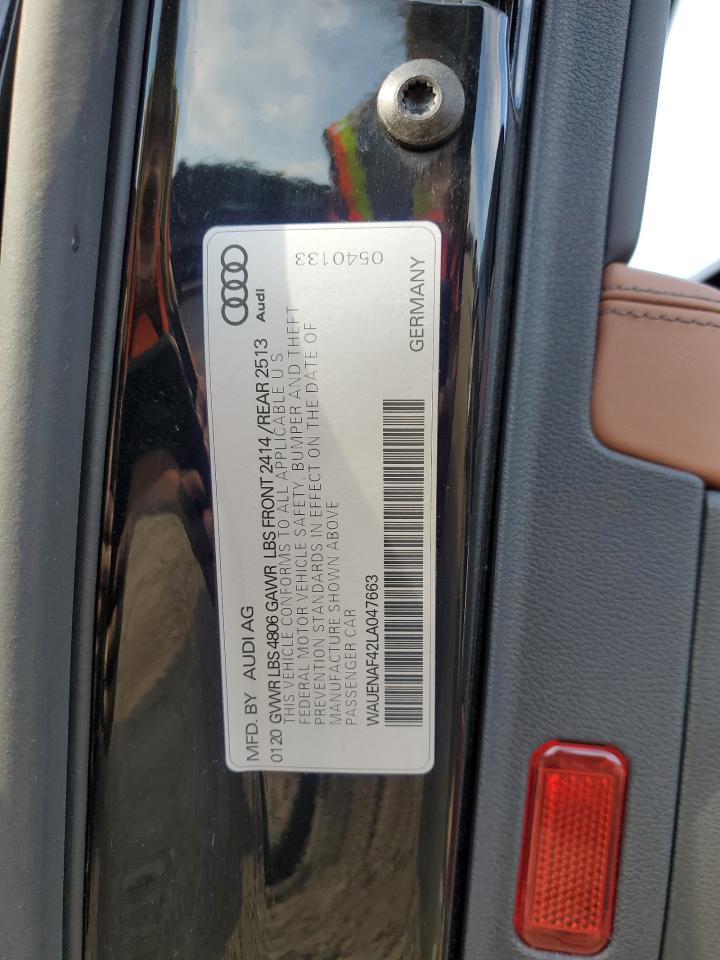 MFD. BY AUDI AG
Audi
0120 GVWR LBS 4806 GAWR LBS FRONT 2414/REAR 2513
THIS VEHICLE CONFORMS TO ALL APPLICABLE U.S.
FEDERAL MOTOR VEHICLE SAFETY, BUMPER AND THEFT
PREVENTION STANDARDS IN EFFECT ON THE DATE OF
MANUFACTURE SHOWN ABOVE
PASSENGER CAR
0540133
WAUENAF42LA047663
GERMANY